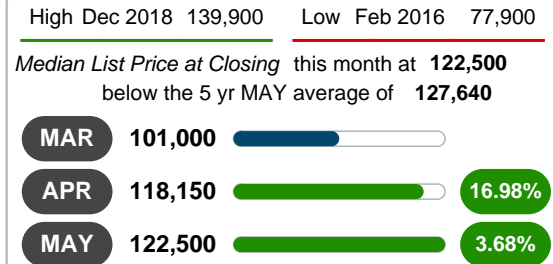 High Dec 2018 139,900 Low Feb 2016 77,900
Median List Price at Closing this month at 122,500
below the 5 yr MAY average of 127,640
MAR 101,000
APR 118,150 16.98%
MAY 122,500 3.68%